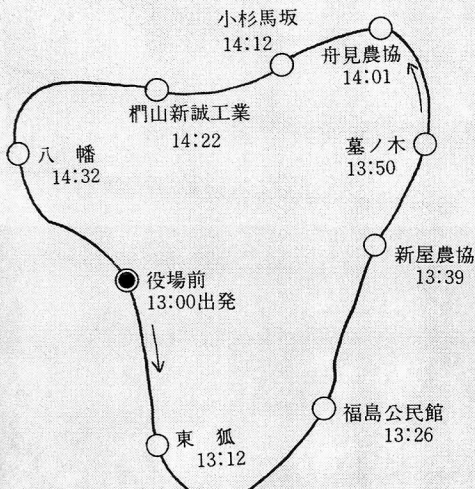 小杉馬坂
14:12
舟見農協
14:01
椚山新誠工業
14:22
墓ノ木
13:50
八 幡
14:32
新屋農協
13:39
役場前
13:00出発
福島公民館
13:26
東 狐
13:12